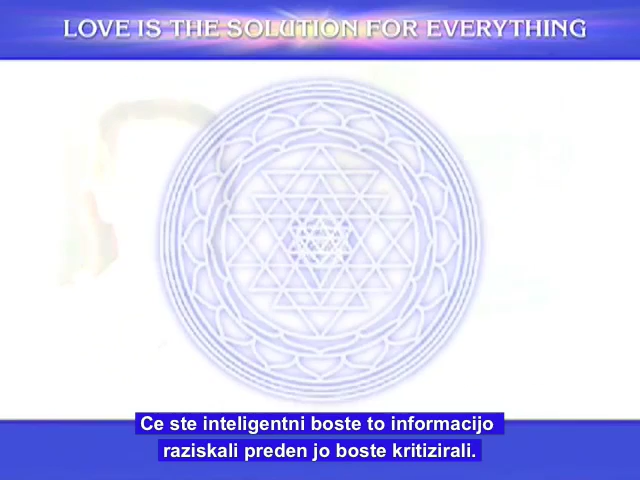 LOVE IS THE SOLUTION FOR EVERYTHING
Ce ste inteligentni boste to informacijo
raziskali preden jo boste kritizirali.